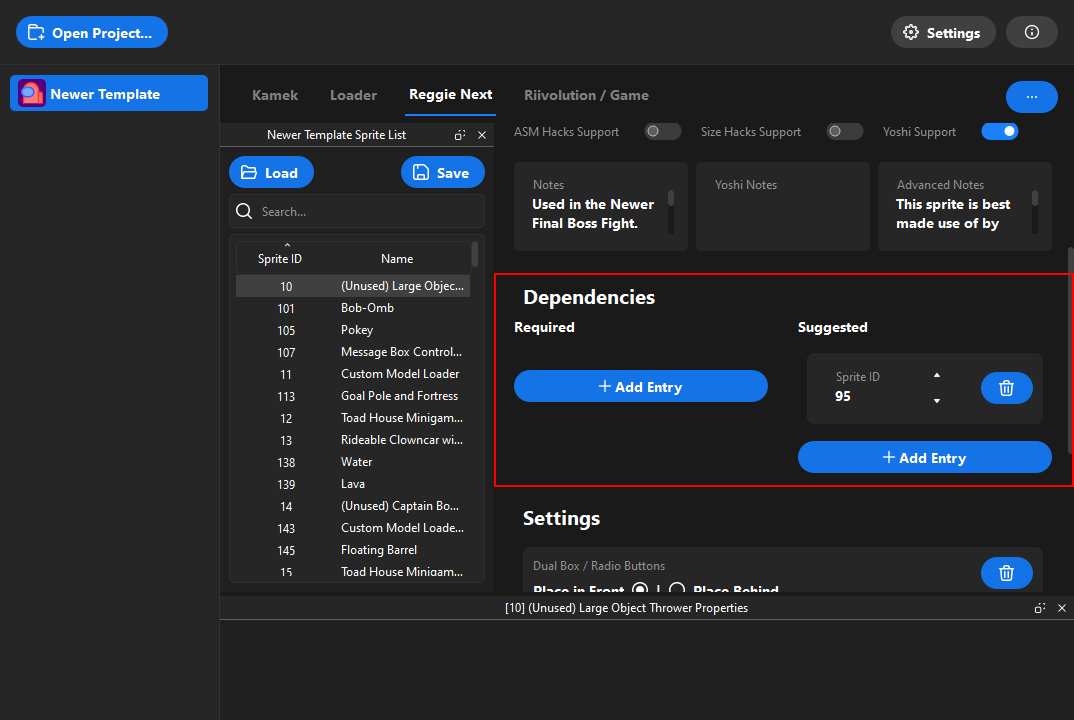 Open Project...
Settings
Newer Template
Kamek
Loader
Reggie Next
Riivolution / Game
...
Newer Template Sprite List
Load
Save
Search...
Sprite ID
Name
10
(Unused) Large Objec...
101
Bob-Omb
105
Pokey
107
Message Box Control...
11
Custom Model Loader
113
Goal Pole and Fortress
12
Toad House Minigam...
13
Rideable Clowncar wi...
138
Water
139
Lava
14
(Unused) Captain Bo...
143
Custom Model Loade...
145
Floating Barrel
15
Toad House Minigam...
ASM Hacks Support
Size Hacks Support
Yoshi Support
Notes
Used in the Newer
Final Boss Fight.
Yoshi Notes
Advanced Notes
This sprite is best
made use of by
Dependencies
Required
Suggested
Add Entry
Sprite ID
95
Add Entry
Settings
Dual Box / Radio Buttons
Place in Front | Place Behind
[10] (Unused) Large Object Thrower Properties